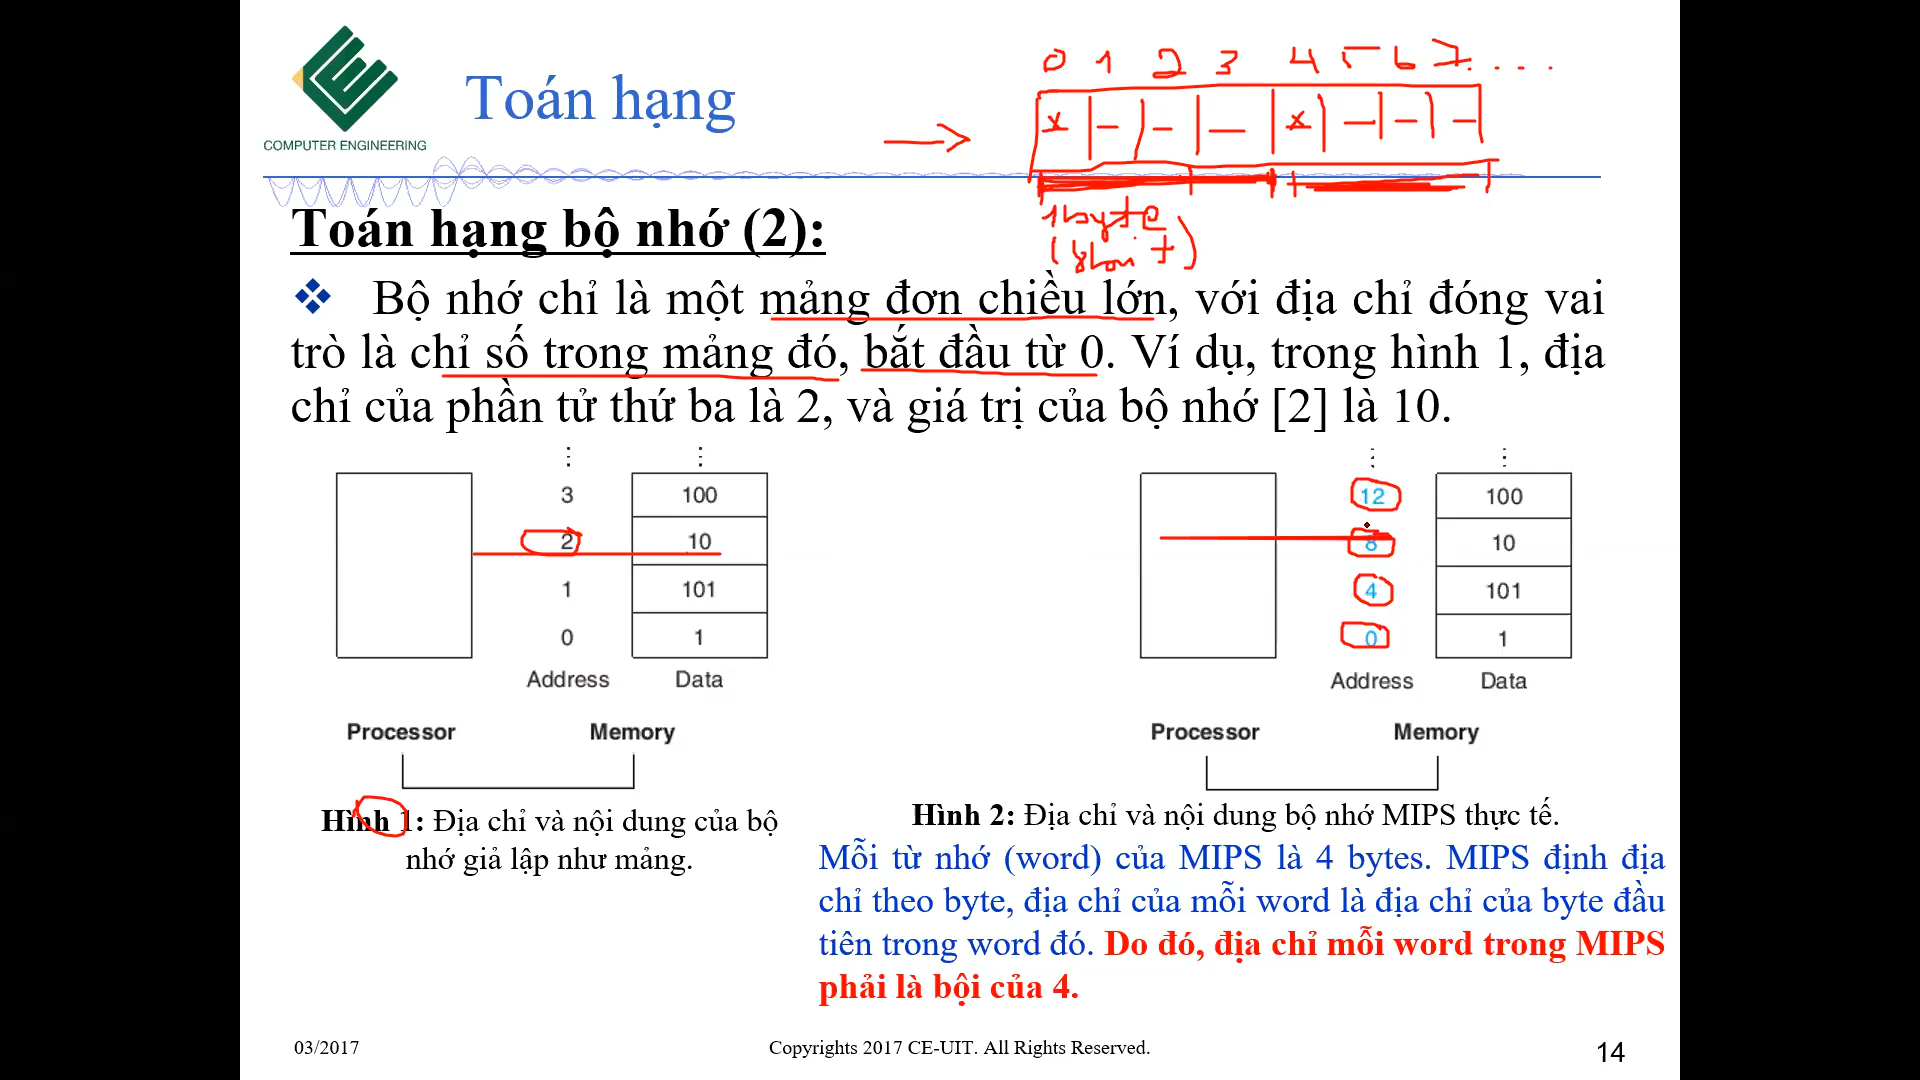 0 1 2 3 4 5 6 7 ....
Toán hạng
x — — — x — — —
COMPUTER ENGINEERING
1byte
(8bit)
Toán hạng bộ nhớ (2):
❖ Bộ nhớ chỉ là một mảng đơn chiều lớn, với địa chỉ đóng vai
trò là chỉ số trong mảng đó, bắt đầu từ 0. Ví dụ, trong hình 1, địa
chỉ của phần tử thứ ba là 2, và giá trị của bộ nhớ [2] là 10.
3 100
2 10
1 101
0 1
Address Data
Processor Memory
Hình 1: Địa chỉ và nội dung của bộ
nhớ giả lập như mảng.
12 100
8 10
4 101
0 1
Address Data
Processor Memory
Hình 2: Địa chỉ và nội dung bộ nhớ MIPS thực tế.
Mỗi từ nhớ (word) của MIPS là 4 bytes. MIPS định địa
chỉ theo byte, địa chỉ của mỗi word là địa chỉ của byte đầu
tiên trong word đó. Do đó, địa chỉ mỗi word trong MIPS
phải là bội của 4.
03/2017 Copyrights 2017 CE-UIT. All Rights Reserved. 14